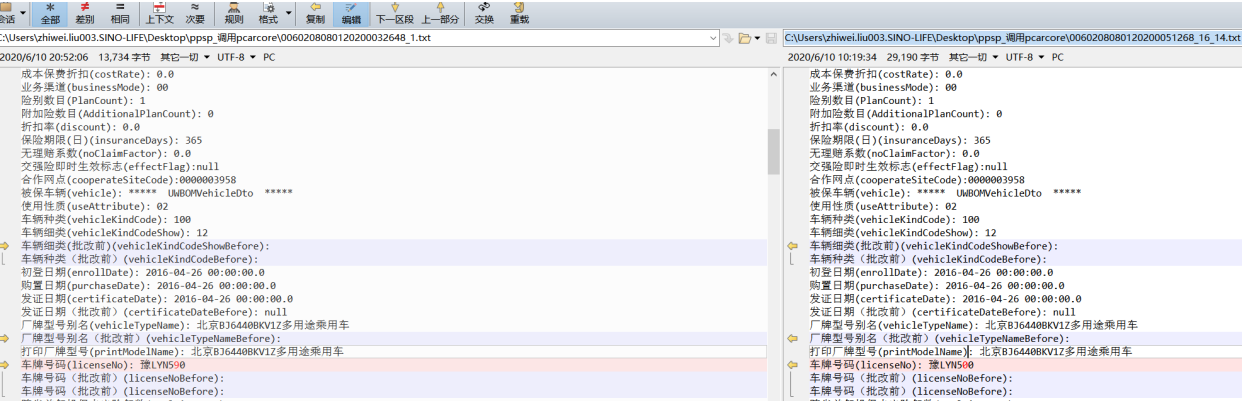 会话 全部 差别 相同 上下文 次要 规则 格式 复制 编辑 下一区段 上一部分 交换 重载
C:\Users\zhiwei.liu003.SINO-LIFE\Desktop\ppsp_调用pcarcore\0060208080120200032648_1.txt
C:\Users\zhiwei.liu003.SINO-LIFE\Desktop\ppsp_调用pcarcore\0060208080120200051268_16_14.txt
2020/6/10 20:52:06 13,734 字节 其它一切 UTF-8 PC
2020/6/10 10:19:34 29,190 字节 其它一切 UTF-8 PC
成本保费折扣(costRate): 0.0
业务渠道(businessMode): 00
险别数目(PlanCount): 1
附加险数目(AdditionalPlanCount): 0
折扣率(discount): 0.0
保险期限(日)(insuranceDays): 365
无理赔系数(noClaimFactor): 0.0
交强险即时生效标志(effectFlag):null
合作网点(cooperateSiteCode):0000003958
被保车辆(vehicle): ***** UWBOMVehicleDto *****
使用性质(useAttribute): 02
车辆种类(vehicleKindCode): 100
车辆细类(vehicleKindCodeShow): 12
车辆细类(批改前)(vehicleKindCodeShowBefore):
车辆种类（批改前）(vehicleKindCodeBefore):
初登日期(enrollDate): 2016-04-26 00:00:00.0
购置日期(purchaseDate): 2016-04-26 00:00:00.0
发证日期(certificateDate): 2016-04-26 00:00:00.0
发证日期（批改前）(certificateDateBefore): null
厂牌型号别名(vehicleTypeName): 北京BJ6440BKV1Z多用途乘用车
厂牌型号别名（批改前）(vehicleTypeNameBefore):
打印厂牌型号(printModelName): 北京BJ6440BKV1Z多用途乘用车
车牌号码(licenseNo): 豫LYN590
车牌号码（批改前）(licenseNoBefore):
车牌号码（批改前）(licenseNoBefore):
成本保费折扣(costRate): 0.0
业务渠道(businessMode): 00
险别数目(PlanCount): 1
附加险数目(AdditionalPlanCount): 0
折扣率(discount): 0.0
保险期限(日)(insuranceDays): 365
无理赔系数(noClaimFactor): 0.0
交强险即时生效标志(effectFlag):null
合作网点(cooperateSiteCode):0000003958
被保车辆(vehicle): ***** UWBOMVehicleDto *****
使用性质(useAttribute): 02
车辆种类(vehicleKindCode): 100
车辆细类(vehicleKindCodeShow): 12
车辆细类(批改前)(vehicleKindCodeShowBefore):
车辆种类（批改前）(vehicleKindCodeBefore):
初登日期(enrollDate): 2016-04-26 00:00:00.0
购置日期(purchaseDate): 2016-04-26 00:00:00.0
发证日期(certificateDate): 2016-04-26 00:00:00.0
发证日期（批改前）(certificateDateBefore): null
厂牌型号别名(vehicleTypeName): 北京BJ6440BKV1Z多用途乘用车
厂牌型号别名（批改前）(vehicleTypeNameBefore):
打印厂牌型号(printModelName): 北京BJ6440BKV1Z多用途乘用车
车牌号码(licenseNo): 豫LYN500
车牌号码（批改前）(licenseNoBefore):
车牌号码（批改前）(licenseNoBefore):